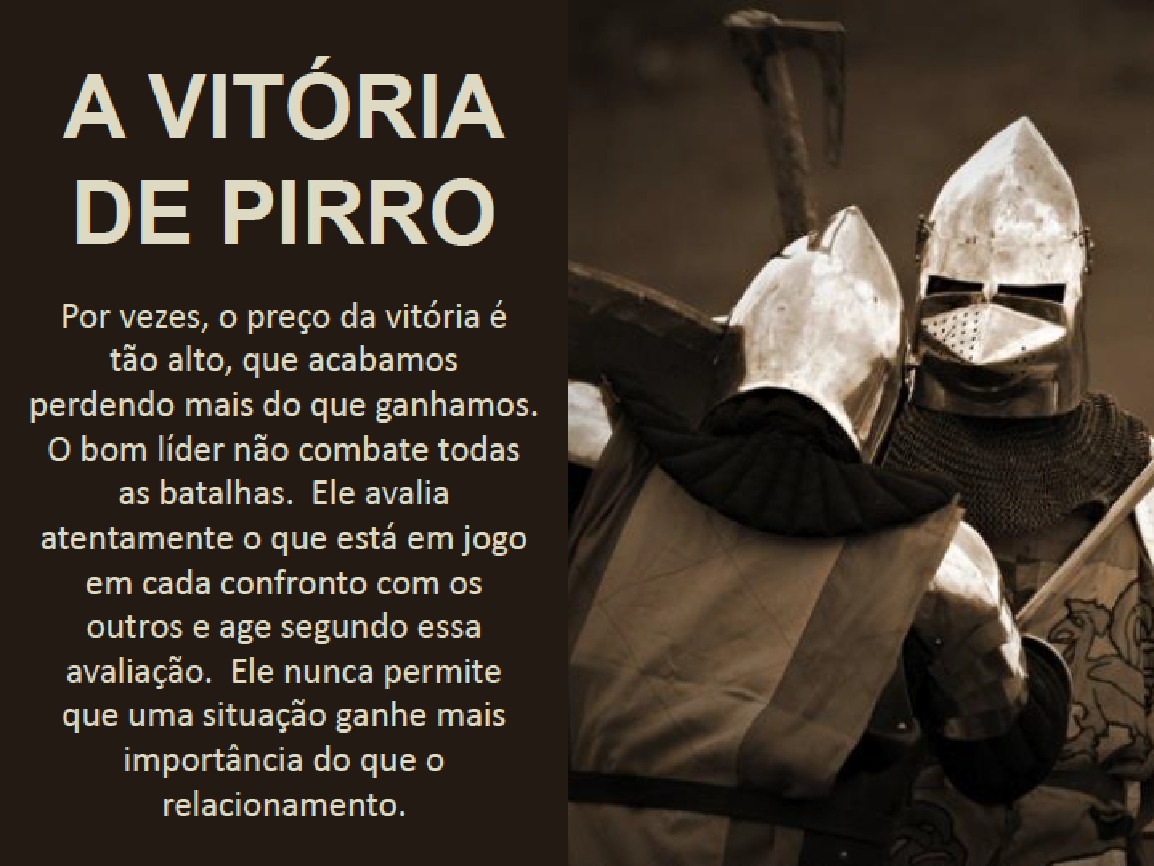 A VITÓRIA
DE PIRRO
Por vezes, o preço da vitória é
tão alto, que acabamos
perdendo mais do que ganhamos.
O bom líder não combate todas
as batalhas.  Ele avalia
atentamente o que está em jogo
em cada confronto com os
outros e age segundo essa
avaliação.  Ele nunca permite
que uma situação ganhe mais
importância do que o
relacionamento.